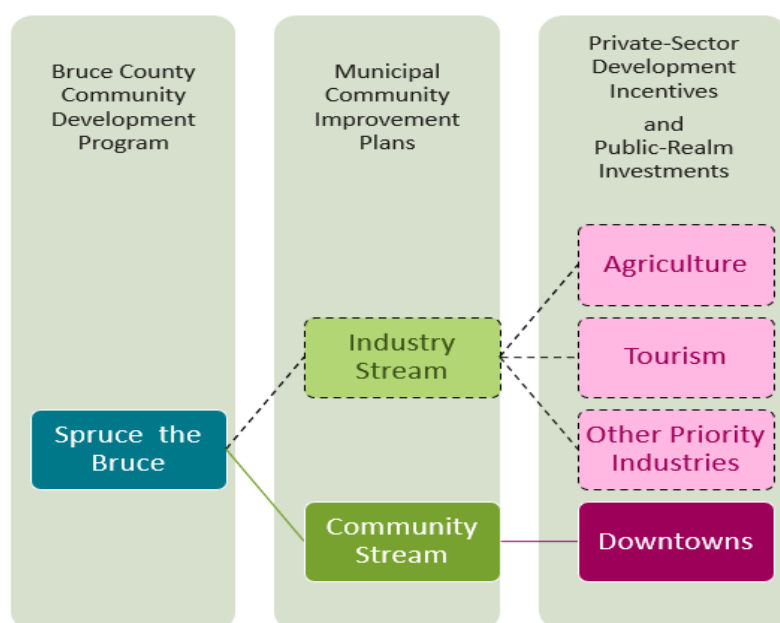 Bruce County
Community
Development
Program
Municipal
Community
Improvement
Plans
Private-Sector
Development
Incentives
and
Public-Realm
Investments
Spruce the
Bruce
Industry
Stream
Community
Stream
Agriculture
Tourism
Other Priority
Industries
Downtowns